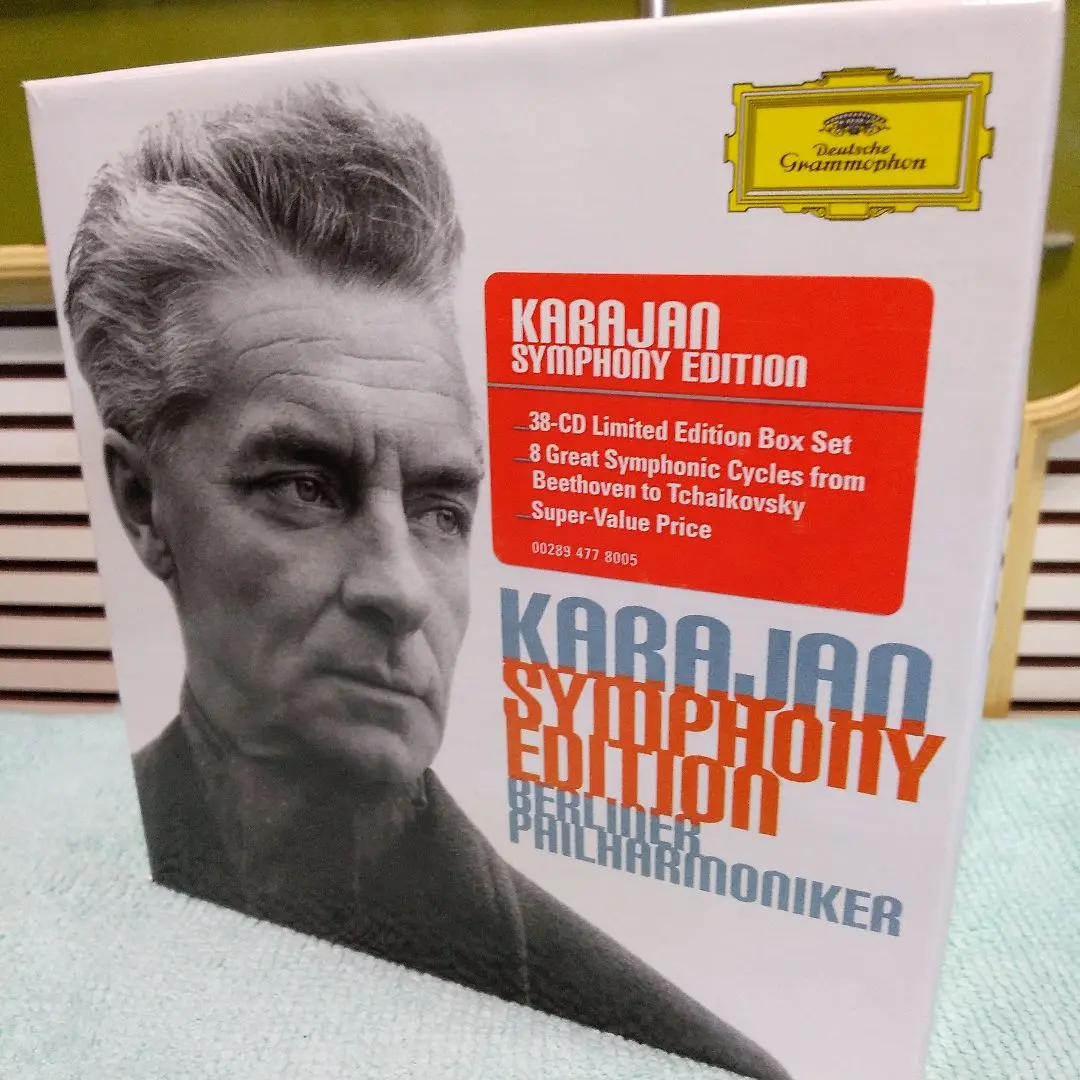 Deutsche
Grammophon
KARAJAN
SYMPHONY EDITION
38-CD Limited Edition Box Set
8 Great Symphonic Cycles from
Beethoven to Tchaikovsky
Super-Value Price
00289 477 8005
KARAJAN
SYMPHONY
EDITION
BERLINER
PHILHARMONIKER